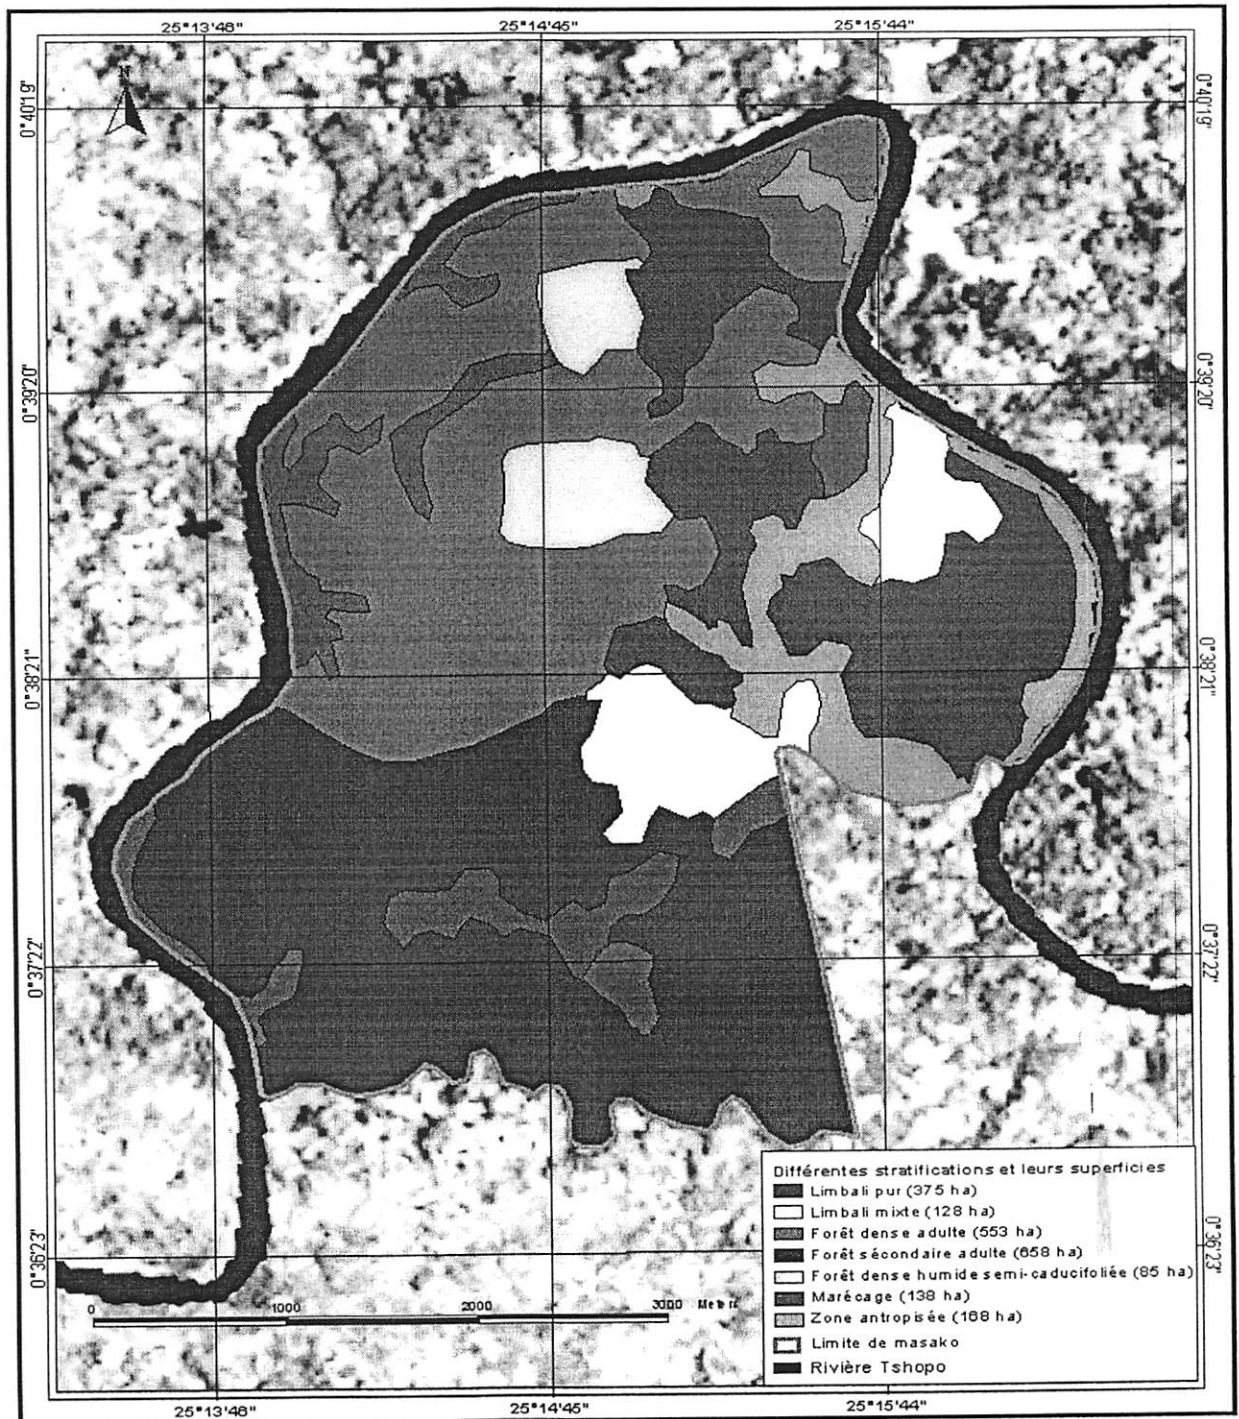 25°13'48" 25°14'45" 25°15'44"
N
0°40'19" 0°40'19"
0°39'20" 0°39'20"
0°38'21" 0°38'21"
0°37'22" 0°37'22"
0°36'23" 0°36'23"
Différentes stratifications et leurs superficies
Limbali pur (375 ha)
Limbali mixte (128 ha)
Forêt dense adulte (553 ha)
Forêt sécondaire adulte (658 ha)
Forêt dense humide semi-caducifoliée (85 ha)
Marécage (138 ha)
Zone antropisée (168 ha)
Limite de masako
Rivière Tshopo
0 1000 2000 3000 Meters
25°13'48" 25°14'45" 25°15'44"